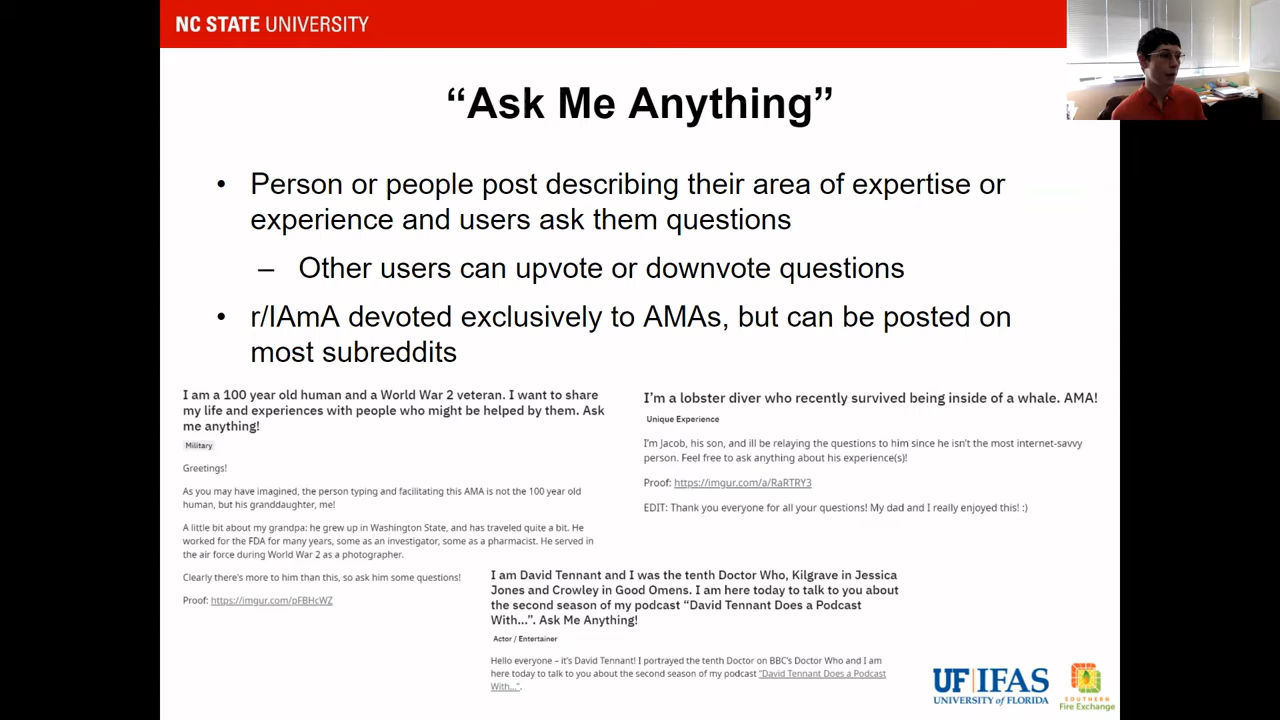 NC STATE UNIVERSITY
“Ask Me Anything”
• Person or people post describing their area of expertise or
experience and users ask them questions
– Other users can upvote or downvote questions
• r/IAmA devoted exclusively to AMAs, but can be posted on
most subreddits
I am a 100 year old human and a World War 2 veteran. I want to share
my life and experiences with people who might be helped by them. Ask
me anything!
Military
Greetings!
As you may have imagined, the person typing and facilitating this AMA is not the 100 year old
human, but his granddaughter, me!
A little bit about my grandpa: he grew up in Washington State, and has traveled quite a bit. He
worked for the FDA for many years, some as an investigator, some as a pharmacist. He served in
the air force during World War 2 as a photographer.
Clearly there's more to him than this, so ask him some questions!
Proof: https://imgur.com/pFBHcWZ
I’m a lobster diver who recently survived being inside of a whale. AMA!
Unique Experience
I’m Jacob, his son, and ill be relaying the questions to him since he isn’t the most internet-savvy
person. Feel free to ask anything about his experience(s)!
Proof: https://imgur.com/a/RaRTRY3
EDIT: Thank you everyone for all your questions! My dad and I really enjoyed this! :)
I am David Tennant and I was the tenth Doctor Who, Kilgrave in Jessica
Jones and Crowley in Good Omens. I am here today to talk to you about
the second season of my podcast “David Tennant Does a Podcast
With…”. Ask Me Anything!
Actor / Entertainer
Hello everyone – it’s David Tennant! I portrayed the tenth Doctor on BBC’s Doctor Who and I am
here today to talk to you about the second season of my podcast “David Tennant Does a Podcast
With…”.
UF|IFAS
UNIVERSITY of FLORIDA
SOUTHERN
Fire Exchange